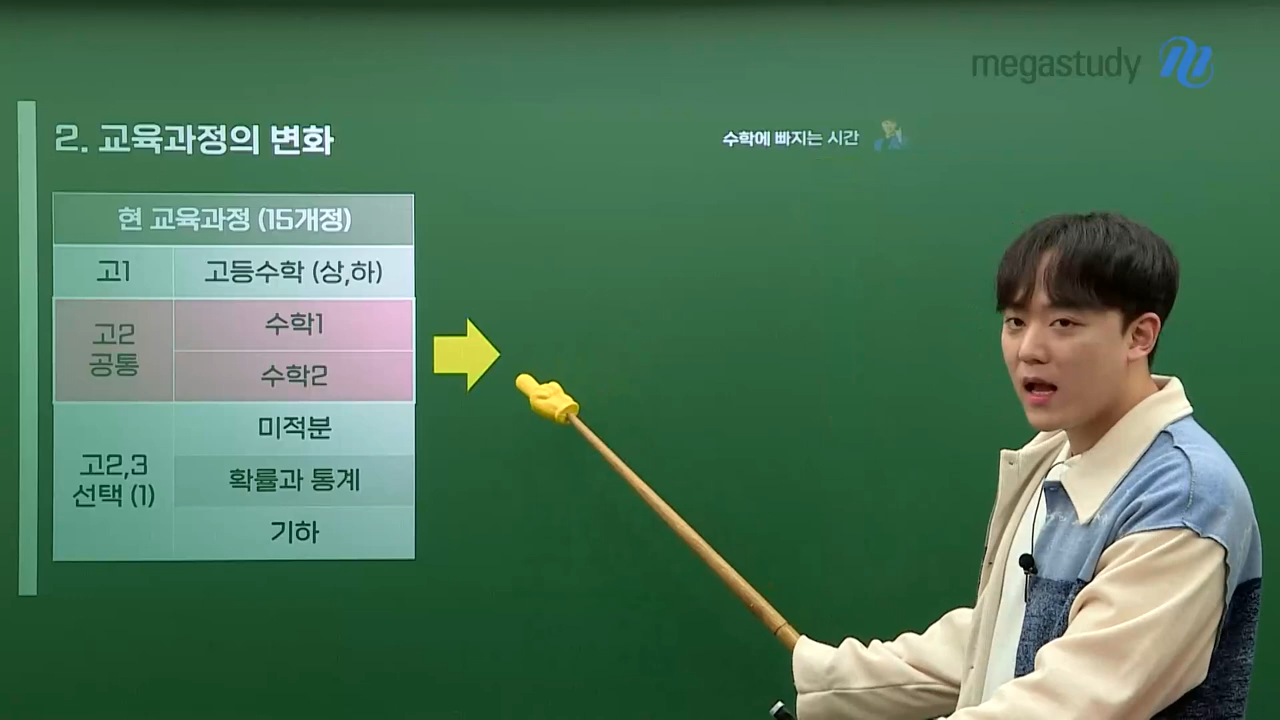 megastudy
2. 교육과정의 변화
수학에 빠지는 시간
현 교육과정 (15개정)
고1
고등수학 (상,하)
고2
공통
수학1
수학2
고2,3
선택 (1)
미적분
확률과 통계
기하